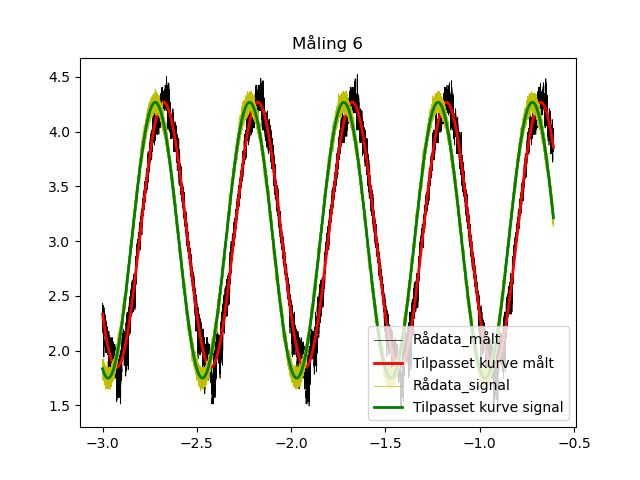 Måling 6
4.5
4.0
3.5
3.0
2.5
2.0
1.5
Rådata_målt
Tilpasset kurve målt
Rådata_signal
Tilpasset kurve signal
−3.0 −2.5 −2.0 −1.5 −1.0 −0.5